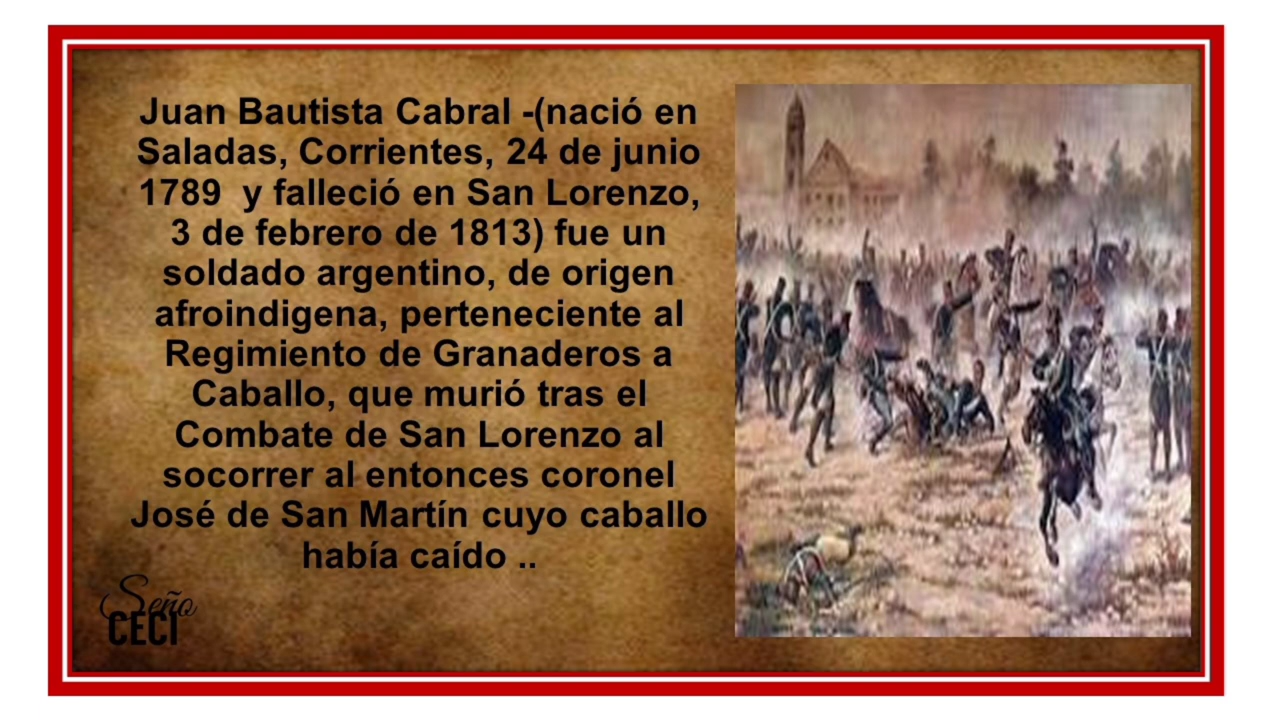 Juan Bautista Cabral -(nació en
Saladas, Corrientes, 24 de junio
1789  y falleció en San Lorenzo,
3 de febrero de 1813) fue un
soldado argentino, de origen
afroindigena, perteneciente al
Regimiento de Granaderos a
Caballo, que murió tras el
Combate de San Lorenzo al
socorrer al entonces coronel
José de San Martín cuyo caballo
había caído ..
Seño
CECI